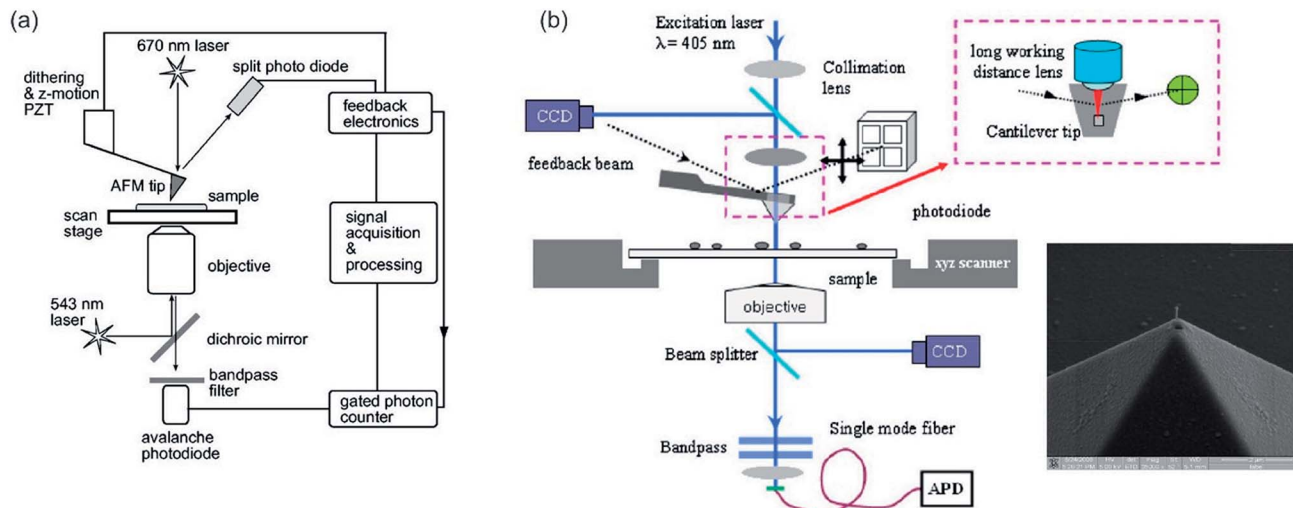 (a)
670 nm laser
dithering
& z-motion
PZT
split photo diode
feedback
electronics
AFM tip
sample
scan
stage
signal
acquisition
&
processing
objective
543 nm
laser
dichroic mirror
bandpass
filter
gated photon
counter
avalanche
photodiode
(b)
Excitation laser
λ= 405 nm
Collimation
lens
CCD
feedback beam
long working
distance lens
Cantilever tip
photodiode
xyz scanner
sample
objective
Beam splitter
CCD
Bandpass
Single mode fiber
APD